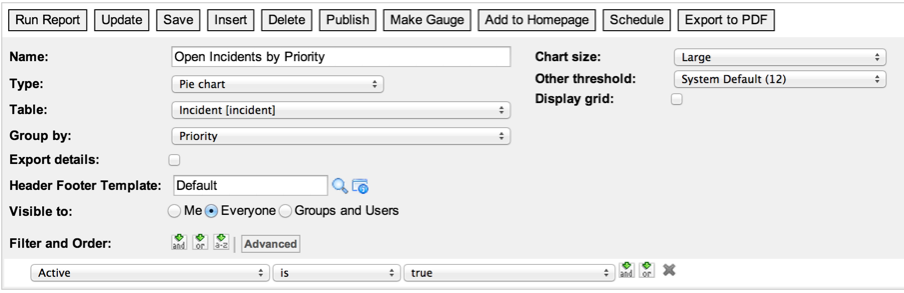 Run Report Update Save Insert Delete Publish Make Gauge Add to Homepage Schedule Export to PDF
Name: Open Incidents by Priority Chart size: Large
Type: Pie chart Other threshold: System Default (12)
Table: Incident [incident] Display grid:
Group by: Priority
Export details:
Header Footer Template: Default
Visible to: Me Everyone Groups and Users
Filter and Order: and or a-z Advanced
Active is true and or